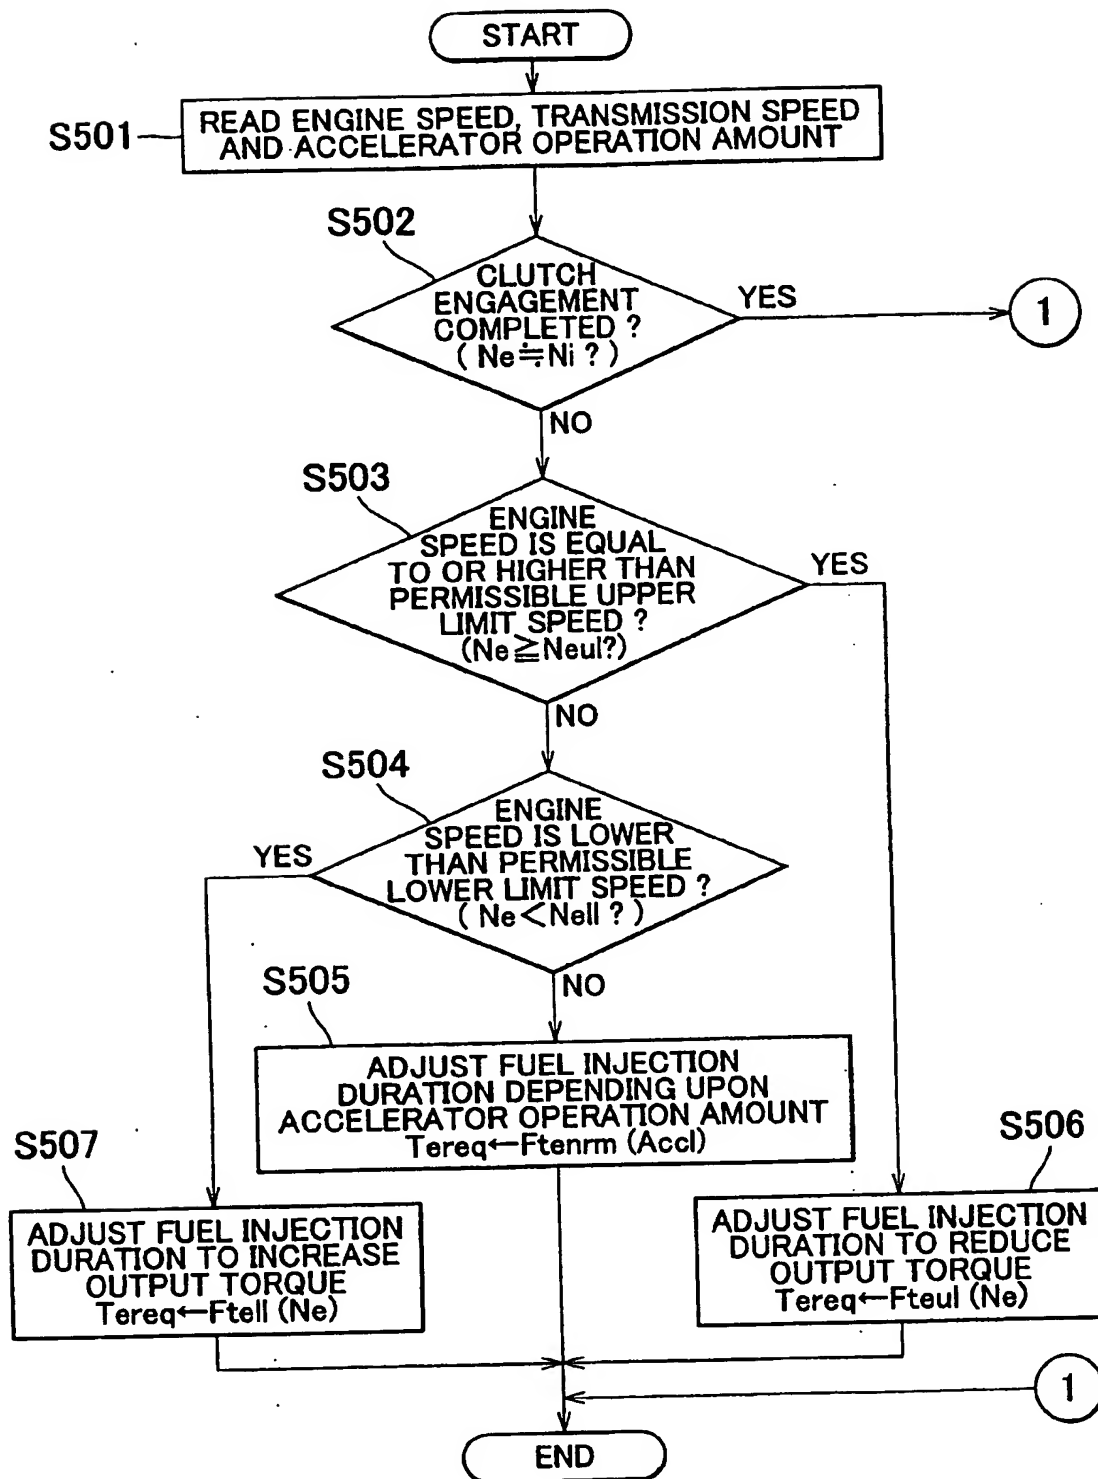 START
S501
READ ENGINE SPEED, TRANSMISSION SPEED
AND ACCELERATOR OPERATION AMOUNT
S502
CLUTCH
ENGAGEMENT
COMPLETED ?
( Ne≒Ni ? )
YES
1
NO
S503
ENGINE
SPEED IS EQUAL
TO OR HIGHER THAN
PERMISSIBLE UPPER
LIMIT SPEED ?
(Ne≧Neul?)
YES
NO
S504
ENGINE
SPEED IS LOWER
THAN PERMISSIBLE
LOWER LIMIT SPEED ?
( Ne<Nell ? )
YES
NO
S505
ADJUST FUEL INJECTION
DURATION DEPENDING UPON
ACCELERATOR OPERATION AMOUNT
Tereq←Ftenrm (Accl)
S507
ADJUST FUEL INJECTION
DURATION TO INCREASE
OUTPUT TORQUE
Tereq←Ftell (Ne)
S506
ADJUST FUEL INJECTION
DURATION TO REDUCE
OUTPUT TORQUE
Tereq←Fteul (Ne)
1
END